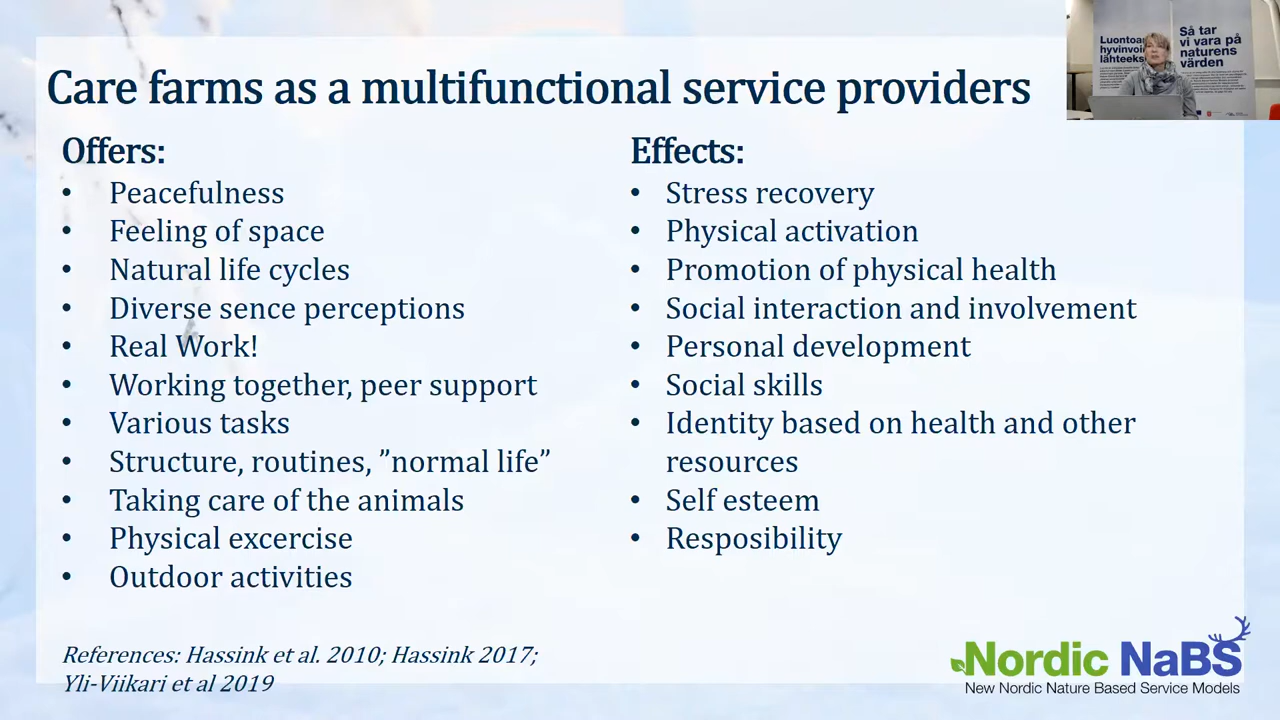 Care farms as a multifunctional service providers
Offers:
• Peacefulness
• Feeling of space
• Natural life cycles
• Diverse sence perceptions
• Real Work!
• Working together, peer support
• Various tasks
• Structure, routines, ”normal life”
• Taking care of the animals
• Physical excercise
• Outdoor activities
Effects:
• Stress recovery
• Physical activation
• Promotion of physical health
• Social interaction and involvement
• Personal development
• Social skills
• Identity based on health and other
resources
• Self esteem
• Resposibility
References: Hassink et al. 2010; Hassink 2017;
Yli-Viikari et al 2019
Nordic NaBS
New Nordic Nature Based Service Models
Så tar
vi vara på
naturens
värden